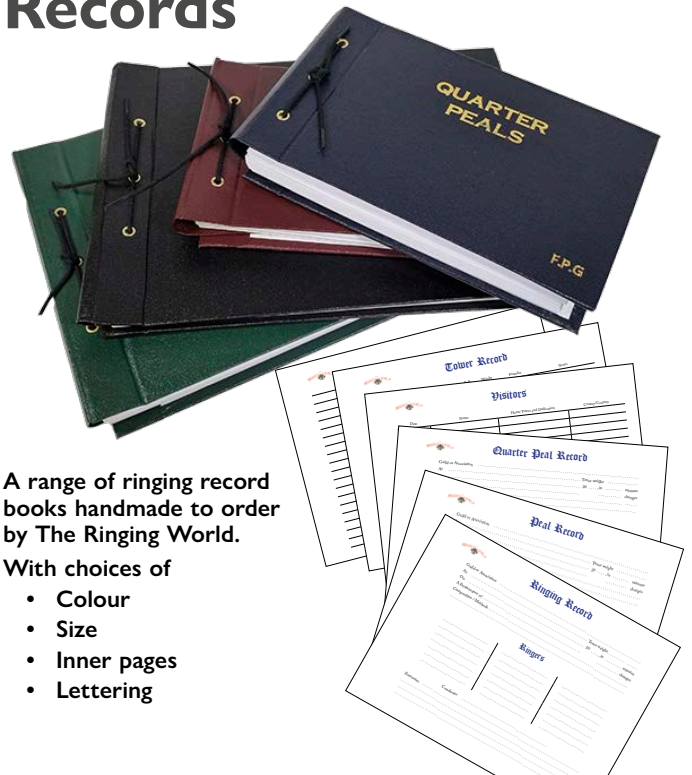 Records
QUARTER
PEALS
F.P.G
Tower Record
Visitors
Quarter Peal Record
Peal Record
Ringing Record
Ringers
A range of ringing record
books handmade to order
by The Ringing World.
With choices of
• Colour
• Size
• Inner pages
• Lettering